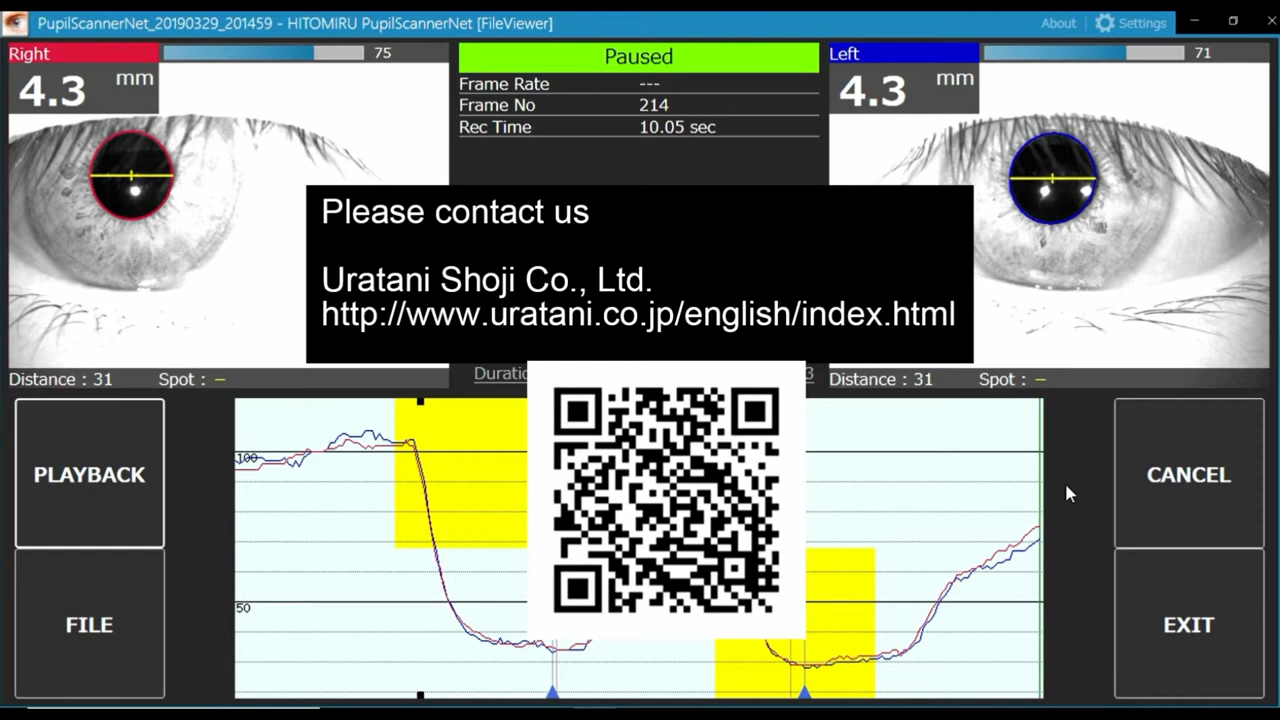 PupilScannerNet_20190329_201459 - HITOMIRU PupilScannerNet [FileViewer]
About
Settings
Right
75
4.3 mm
Paused
Frame Rate ---
Frame No 214
Rec Time 10.05 sec
Left
71
4.3 mm
Please contact us
Uratani Shoji Co., Ltd.
http://www.uratani.co.jp/english/index.html
Distance : 31 Spot : –
3
Distance : 31 Spot : –
PLAYBACK
FILE
100
50
CANCEL
EXIT